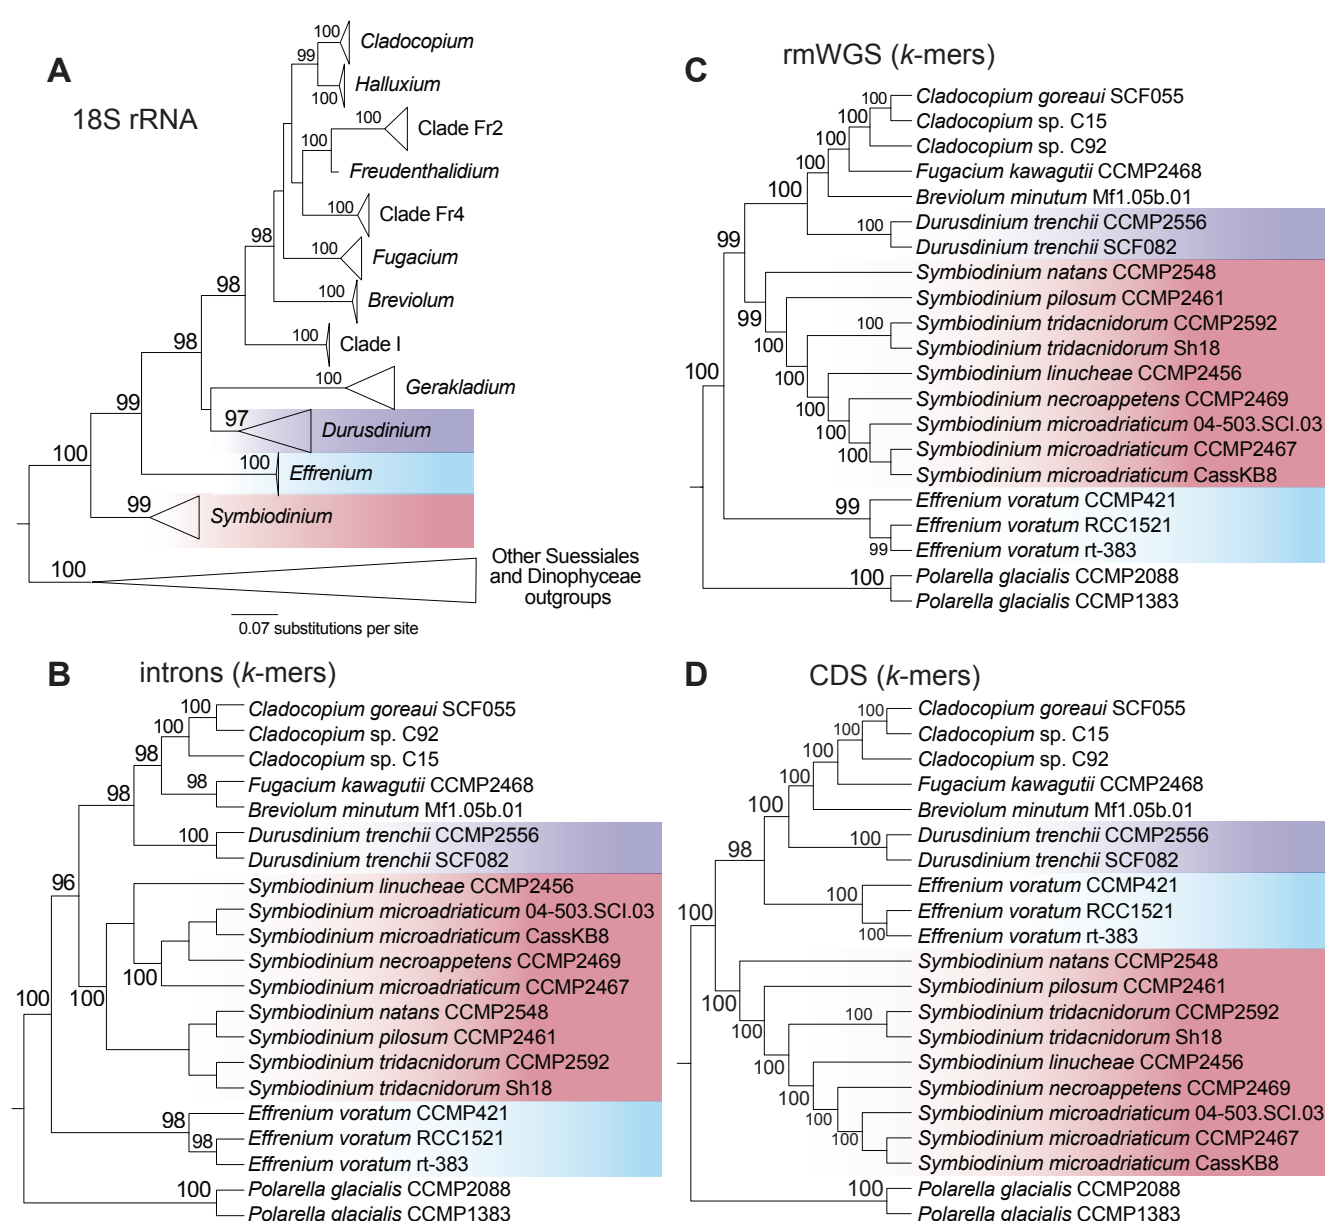 A
18S rRNA
100
Cladocopium
99
Halluxium
100
100
Clade Fr2
100
Freudenthalidium
100
Clade Fr4
98
100
Fugacium
98
100
Breviolum
98
100
Clade I
100
Gerakladium
99
97
Durusdinium
100
100
Effrenium
99
Symbiodinium
100
Other Suessiales
and Dinophyceae
outgroups
0.07 substitutions per site
C
rmWGS (k-mers)
100
Cladocopium goreaui SCF055
100
Cladocopium sp. C15
100
Cladocopium sp. C92
100
Fugacium kawagutii CCMP2468
100
Breviolum minutum Mf1.05b.01
100
Durusdinium trenchii CCMP2556
99
Durusdinium trenchii SCF082
Symbiodinium natans CCMP2548
99
Symbiodinium pilosum CCMP2461
100
100
Symbiodinium tridacnidorum CCMP2592
Symbiodinium tridacnidorum Sh18
100
100
Symbiodinium linucheae CCMP2456
100
Symbiodinium necroappetens CCMP2469
100
Symbiodinium microadriaticum 04-503.SCI.03
100
Symbiodinium microadriaticum CCMP2467
Symbiodinium microadriaticum CassKB8
99
Effrenium voratum CCMP421
Effrenium voratum RCC1521
99
Effrenium voratum rt-383
100
Polarella glacialis CCMP2088
Polarella glacialis CCMP1383
B
introns (k-mers)
100
Cladocopium goreaui SCF055
100
Cladocopium sp. C92
98
Cladocopium sp. C15
98
Fugacium kawagutii CCMP2468
98
Breviolum minutum Mf1.05b.01
100
Durusdinium trenchii CCMP2556
Durusdinium trenchii SCF082
96
Symbiodinium linucheae CCMP2456
Symbiodinium microadriaticum 04-503.SCI.03
Symbiodinium microadriaticum CassKB8
Symbiodinium necroappetens CCMP2469
100
Symbiodinium microadriaticum CCMP2467
100
100
Symbiodinium natans CCMP2548
Symbiodinium pilosum CCMP2461
Symbiodinium tridacnidorum CCMP2592
Symbiodinium tridacnidorum Sh18
98
Effrenium voratum CCMP421
98
Effrenium voratum RCC1521
Effrenium voratum rt-383
100
Polarella glacialis CCMP2088
Polarella glacialis CCMP1383
D
CDS (k-mers)
100
Cladocopium goreaui SCF055
100
Cladocopium sp. C15
100
Cladocopium sp. C92
100
Fugacium kawagutii CCMP2468
100
Breviolum minutum Mf1.05b.01
100
Durusdinium trenchii CCMP2556
98
Durusdinium trenchii SCF082
100
Effrenium voratum CCMP421
100
Effrenium voratum RCC1521
100
Effrenium voratum rt-383
Symbiodinium natans CCMP2548
100
Symbiodinium pilosum CCMP2461
100
100
Symbiodinium tridacnidorum CCMP2592
Symbiodinium tridacnidorum Sh18
100
Symbiodinium linucheae CCMP2456
100
Symbiodinium necroappetens CCMP2469
100
Symbiodinium microadriaticum 04-503.SCI.03
100
Symbiodinium microadriaticum CCMP2467
Symbiodinium microadriaticum CassKB8
100
Polarella glacialis CCMP2088
Polarella glacialis CCMP1383